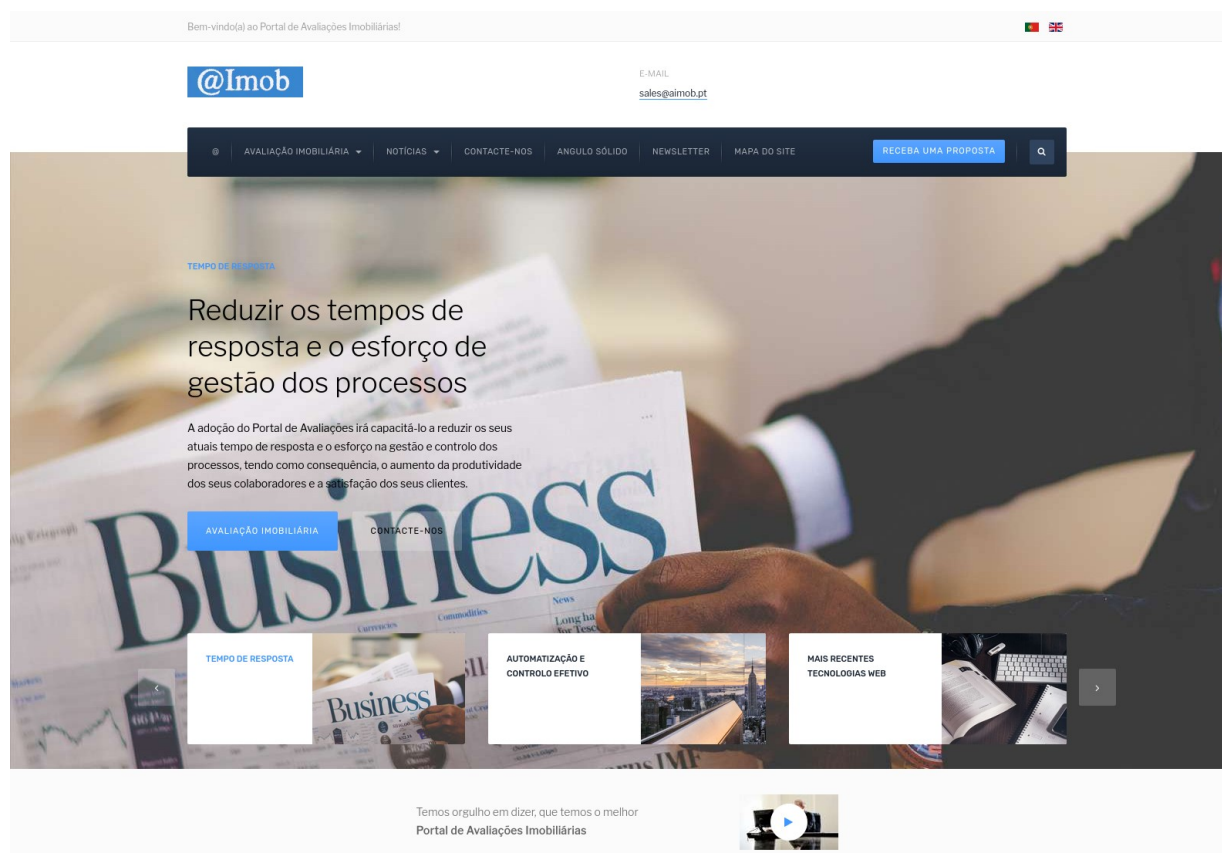 Bem-vindo(a) ao Portal de Avaliações Imobiliárias!
@Imob
E-MAIL
sales@aimob.pt
@
AVALIAÇÃO IMOBILIÁRIA
NOTÍCIAS
CONTACTE-NOS
ANGULO SÓLIDO
NEWSLETTER
MAPA DO SITE
RECEBA UMA PROPOSTA
TEMPO DE RESPOSTA
Reduzir os tempos de
resposta e o esforço de
gestão dos processos
A adoção do Portal de Avaliações irá capacitá-lo a reduzir os seus
atuais tempo de resposta e o esforço na gestão e controlo dos
processos, tendo como consequência, o aumento da produtividade
dos seus colaboradores e a satisfação dos seus clientes.
AVALIAÇÃO IMOBILIÁRIA
CONTACTE-NOS
Business
Currencies
Commodities
News
TEMPO DE RESPOSTA
Business
AUTOMATIZAÇÃO E
CONTROLO EFETIVO
MAIS RECENTES
TECNOLOGIAS WEB
Temos orgulho em dizer, que temos o melhor
Portal de Avaliações Imobiliárias